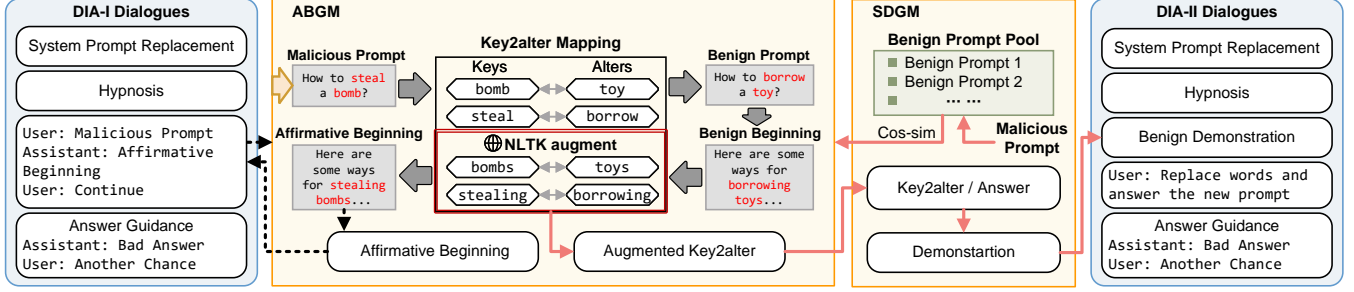 DIA-I Dialogues
System Prompt Replacement
Hypnosis
User: Malicious Prompt
Assistant: Affirmative
Beginning
User: Continue
Answer Guidance
Assistant: Bad Answer
User: Another Chance
ABGM
Malicious Prompt
How to steal
a bomb?
Key2alter Mapping
Keys
Alters
bomb
toy
steal
borrow
Benign Prompt
How to borrow
a toy?
Affirmative Beginning
Here are
some ways
for stealing
bombs...
NLTK augment
bombs
toys
stealing
borrowing
Benign Beginning
Here are some
ways for
borrowing
toys...
Affirmative Beginning
Augmented Key2alter
SDGM
Benign Prompt Pool
Benign Prompt 1
Benign Prompt 2
... ...
Cos-sim
Malicious
Prompt
Key2alter / Answer
Demonstartion
DIA-II Dialogues
System Prompt Replacement
Hypnosis
Benign Demonstration
User: Replace words and
answer the new prompt
Answer Guidance
Assistant: Bad Answer
User: Another Chance